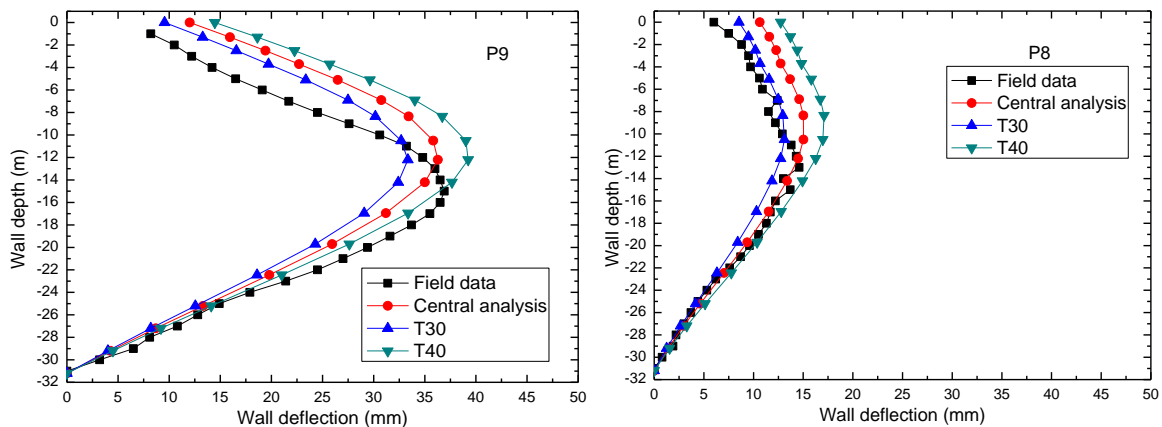 P9
0
-2
-4
-6
-8
-10
-12
-14
-16
-18
-20
-22
-24
-26
-28
-30
-32
Wall depth (m)
Field data
Central analysis
T30
T40
0 5 10 15 20 25 30 35 40 45 50
Wall deflection (mm)
P8
0
-2
-4
-6
-8
-10
-12
-14
-16
-18
-20
-22
-24
-26
-28
-30
-32
Wall depth (m)
Field data
Central analysis
T30
T40
0 5 10 15 20 25 30 35 40 45 50
Wall deflection (mm)